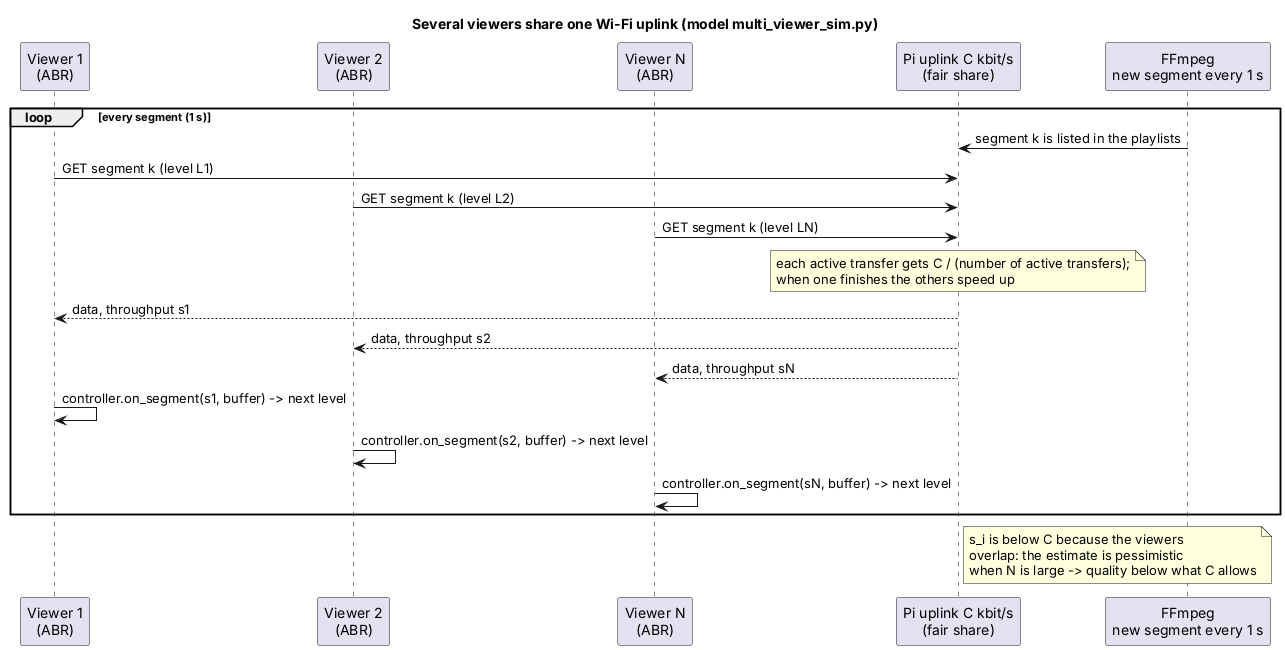 Several viewers share one Wi-Fi uplink (model multi_viewer_sim.py)
Viewer 1
(ABR)
Viewer 2
(ABR)
Viewer N
(ABR)
Pi uplink C kbit/s
(fair share)
FFmpeg
new segment every 1 s
loop
[every segment (1 s)]
segment k is listed in the playlists
GET segment k (level L1)
GET segment k (level L2)
GET segment k (level LN)
each active transfer gets C / (number of active transfers);
when one finishes the others speed up
data, throughput s1
data, throughput s2
data, throughput sN
controller.on_segment(s1, buffer) -> next level
controller.on_segment(s2, buffer) -> next level
controller.on_segment(sN, buffer) -> next level
s_i is below C because the viewers
overlap: the estimate is pessimistic
when N is large -> quality below what C allows
Viewer 1
(ABR)
Viewer 2
(ABR)
Viewer N
(ABR)
Pi uplink C kbit/s
(fair share)
FFmpeg
new segment every 1 s